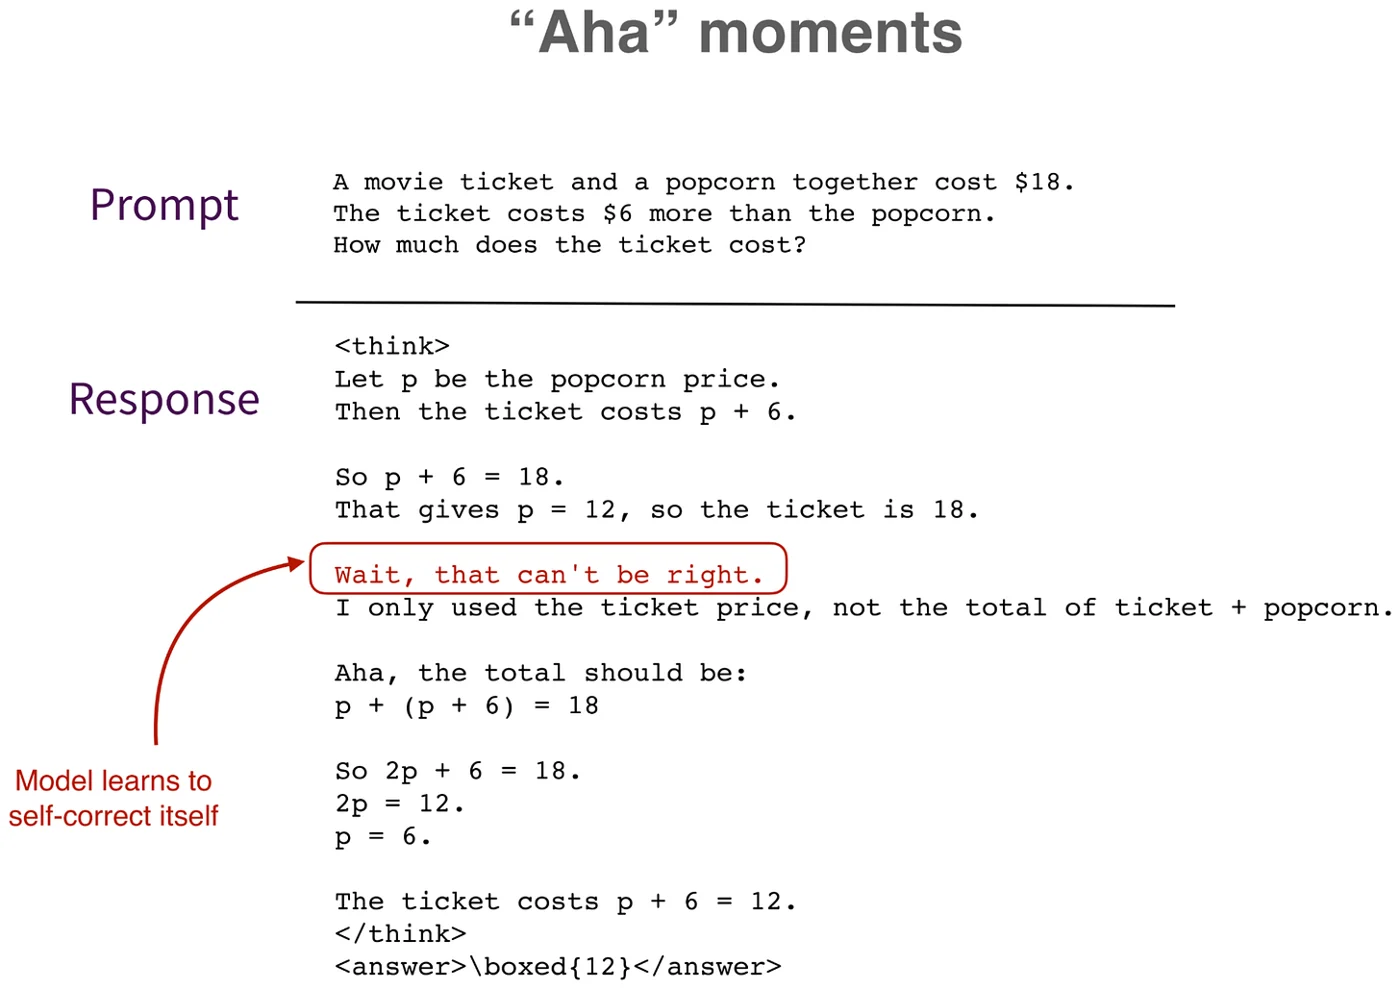 “Aha” moments
Prompt
A movie ticket and a popcorn together cost $18.
The ticket costs $6 more than the popcorn.
How much does the ticket cost?
Response
<think>
Let p be the popcorn price.
Then the ticket costs p + 6.
So p + 6 = 18.
That gives p = 12, so the ticket is 18.
Wait, that can't be right.
I only used the ticket price, not the total of ticket + popcorn.
Aha, the total should be:
p + (p + 6) = 18
So 2p + 6 = 18.
2p = 12.
p = 6.
The ticket costs p + 6 = 12.
</think>
<answer>\boxed{12}</answer>
Model learns to
self-correct itself